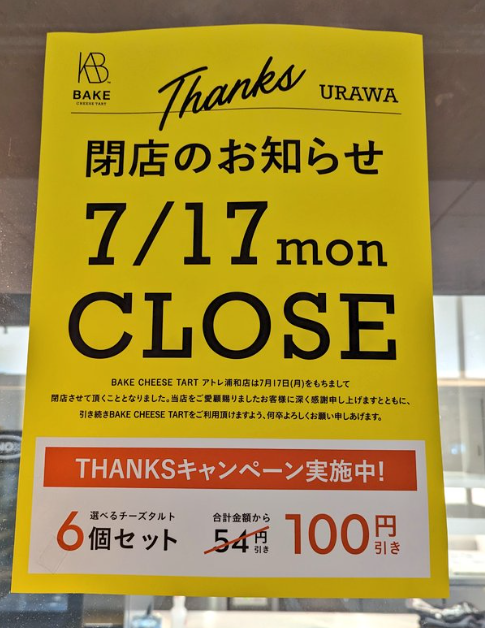 BAKE
CHEESE TART
Thanks
URAWA
閉店のお知らせ
7/17 mon
CLOSE
BAKE CHEESE TART アトレ浦和店は7月17日(月)をもちまして
閉店させて頂くこととなりました。当店をご愛顧賜りましたお客様に深く感謝申し上げますとともに、
引き続きBAKE CHEESE TARTをご利用頂けますよう、何卒よろしくお願い申しあげます。
THANKSキャンペーン実施中!
選べるチーズタルト
6個セット
合計金額から
54円引き
100円引き